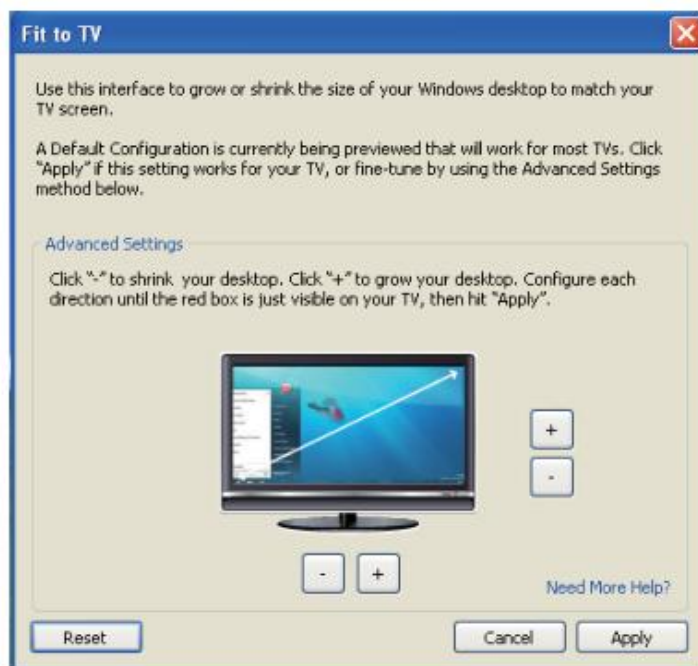 Fit to TV
Use this interface to grow or shrink the size of your Windows desktop to match your
TV screen.
A Default Configuration is currently being previewed that will work for most TVs. Click
"Apply" if this setting works for your TV, or fine-tune by using the Advanced Settings
method below.
Advanced Settings
Click "-" to shrink your desktop. Click "+" to grow your desktop. Configure each
direction until the red box is just visible on your TV, then hit "Apply".
+
-
- +
Need More Help?
Reset Cancel Apply